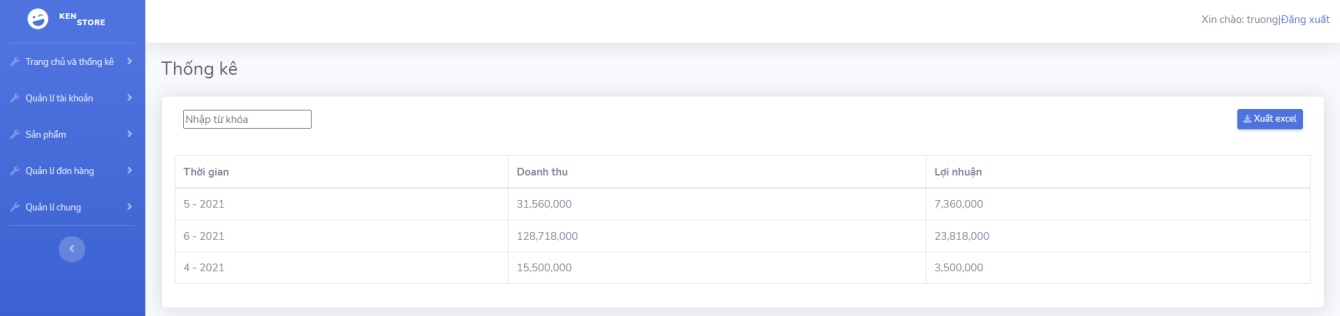 KEN STORE
Xin chào: truong|Đăng xuất
Trang chủ và thống kê
Quản lí tài khoản
Sản phẩm
Quản lí đơn hàng
Quản lí chung
Thống kê
Nhập từ khóa
Xuất excel
Thời gian Doanh thu Lợi nhuận
5 - 2021 31,560,000 7,360,000
6 - 2021 128,718,000 23,818,000
4 - 2021 15,500,000 3,500,000